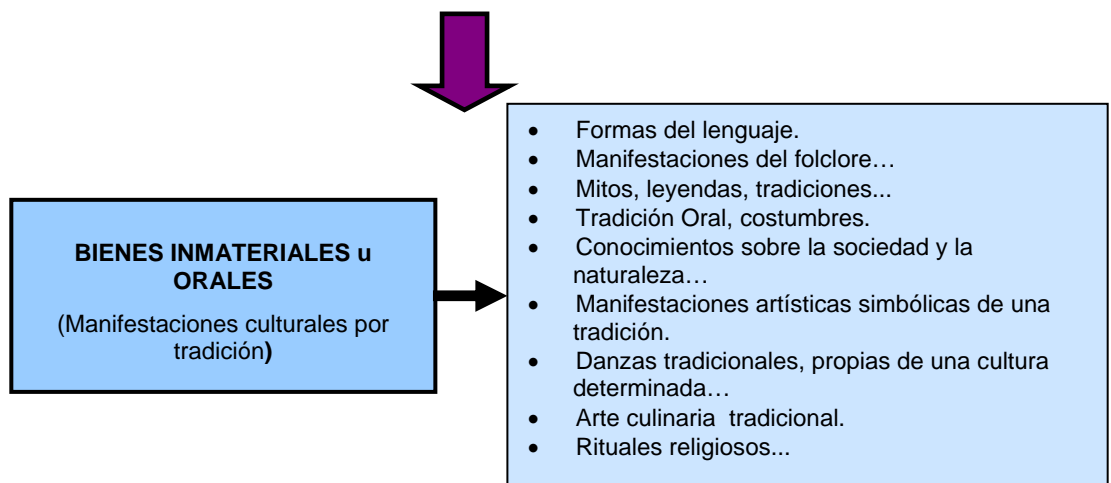 BIENES INMATERIALES u
ORALES
(Manifestaciones culturales por
tradición)
• Formas del lenguaje.
• Manifestaciones del folclore…
• Mitos, leyendas, tradiciones...
• Tradición Oral, costumbres.
• Conocimientos sobre la sociedad y la
naturaleza…
• Manifestaciones artísticas simbólicas de una
tradición.
• Danzas tradicionales, propias de una cultura
determinada…
• Arte culinaria tradicional.
• Rituales religiosos...